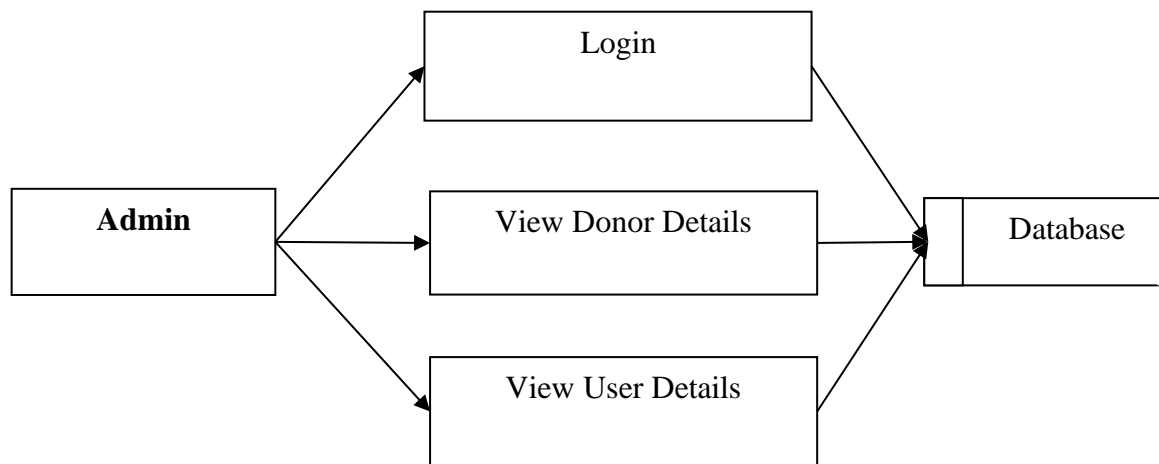 Login
Admin
View Donor Details
Database
View User Details